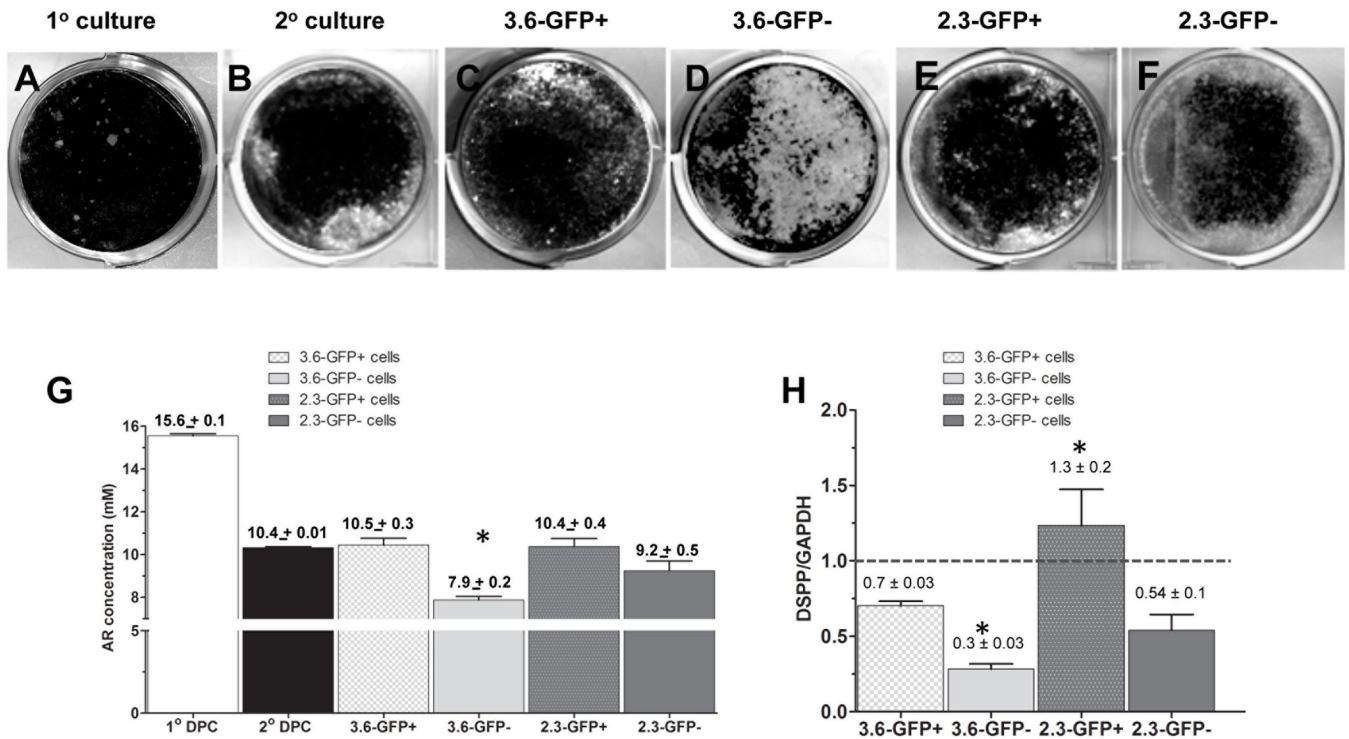 1º culture 2º culture 3.6-GFP+ 3.6-GFP- 2.3-GFP+ 2.3-GFP-
A B C D E F
G
3.6-GFP+ cells
3.6-GFP- cells
2.3-GFP+ cells
2.3-GFP- cells
AR concentration (mM)
16
14
12
10
8
5
0
15.6 ± 0.1
10.4 ± 0.01
10.5 ± 0.3
*
7.9 ± 0.2
10.4 ± 0.4
9.2 ± 0.5
1º DPC 2º DPC 3.6-GFP+ 3.6-GFP- 2.3-GFP+ 2.3-GFP-
H
3.6-GFP+ cells
3.6-GFP- cells
2.3-GFP+ cells
2.3-GFP- cells
DSPP/GAPDH
2.0
1.5
1.0
0.5
0.0
0.7 ± 0.03
*
0.3 ± 0.03
*
1.3 ± 0.2
0.54 ± 0.1
3.6-GFP+ 3.6-GFP- 2.3-GFP+ 2.3-GFP-